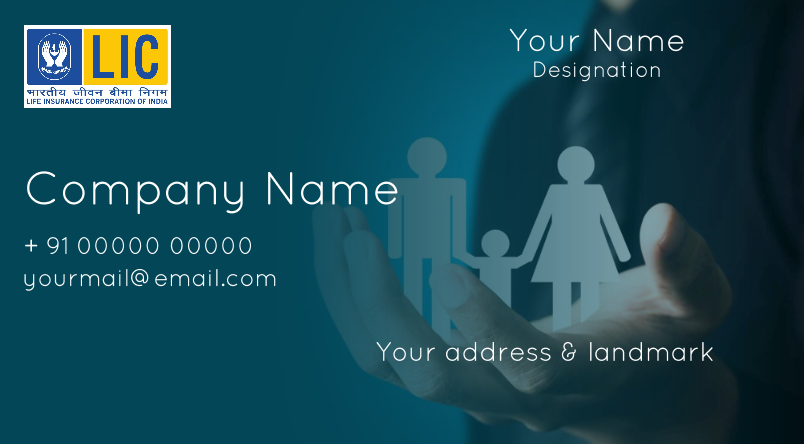 LIC
भारतीय जीवन बीमा निगम
LIFE INSURANCE CORPORATION OF INDIA
Your Name
Designation
Company Name
+ 91 00000 00000
yourmail@email.com
Your address & landmark